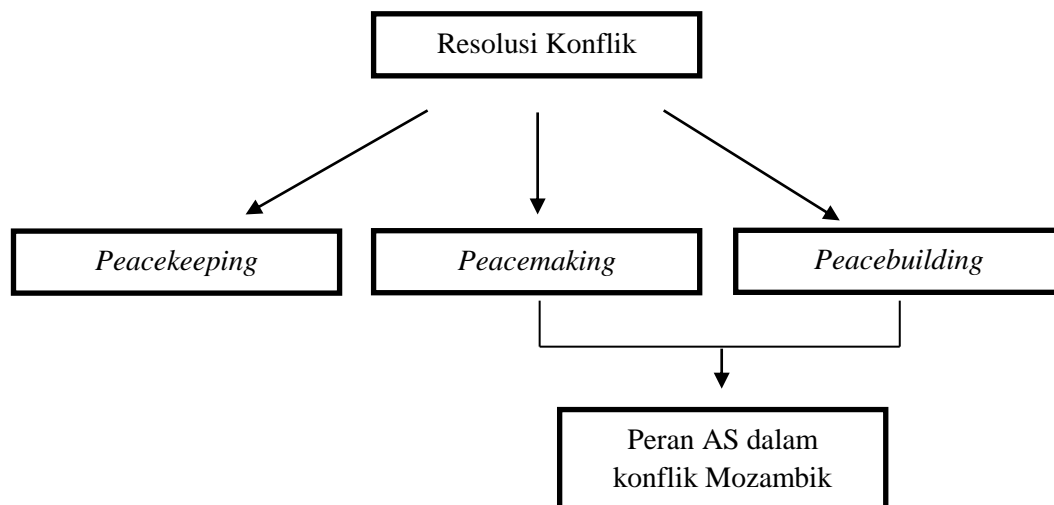 Resolusi Konflik
Peacekeeping
Peacemaking
Peacebuilding
Peran AS dalam
konflik Mozambik